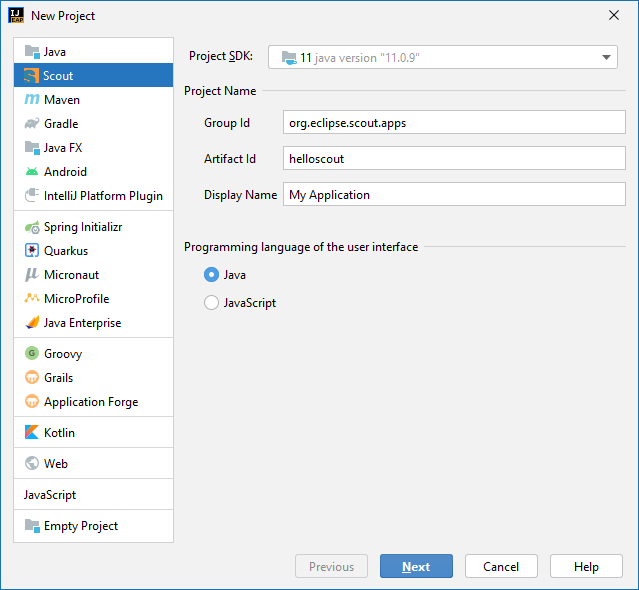 IJ
EAP
New Project
Java
Scout
Maven
Gradle
Java FX
Android
IntelliJ Platform Plugin
Spring Initializr
Quarkus
Micronaut
MicroProfile
Java Enterprise
G Groovy
Grails
Application Forge
Kotlin
Web
JavaScript
Empty Project
Project SDK: 11 java version "11.0.9"
Project Name
Group Id org.eclipse.scout.apps
Artifact Id helloscout
Display Name My Application
Programming language of the user interface
Java
JavaScript
Previous Next Cancel Help